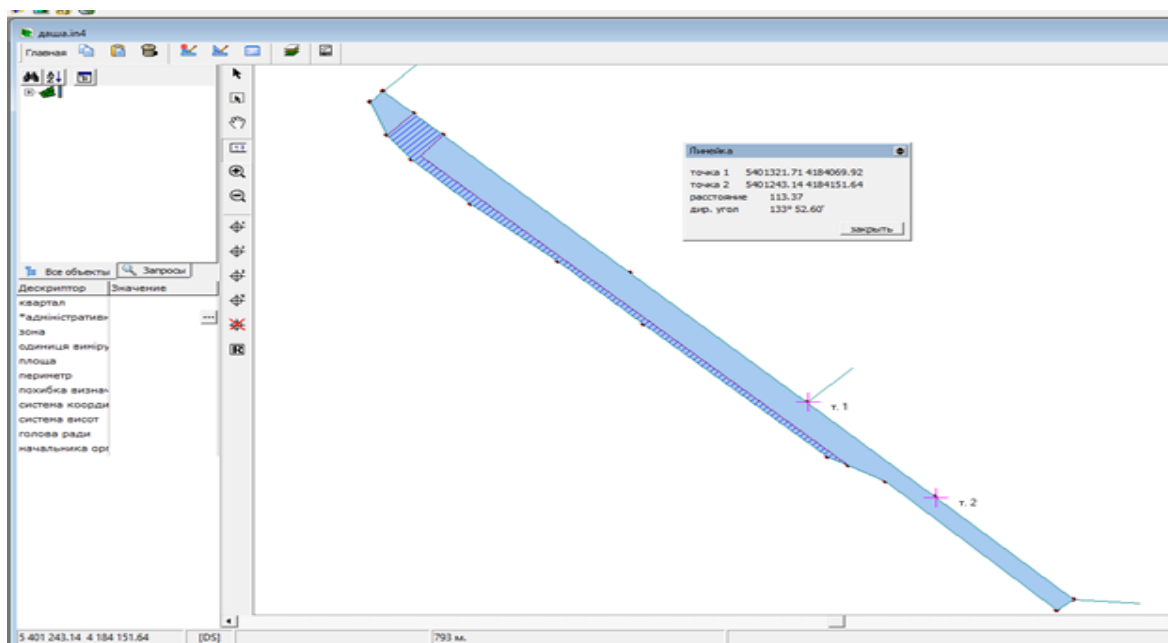 даша.in4
Главная
Линейка
точка 1 5401321.71 4184069.92
точка 2 5401243.14 4184151.64
расстояние 113.37
дир. угол 133° 52.60'
закрыть
Все объекты Запросы
Дескриптор Значение
квартал
*адміністративн
...
зона
одиниця виміру
площа
периметр
похибка визнач
система коорди
система висот
голова ради
начальника орг
R
т. 1
т. 2
5 401 243.14 4 184 151.64 [DS] 793 м.